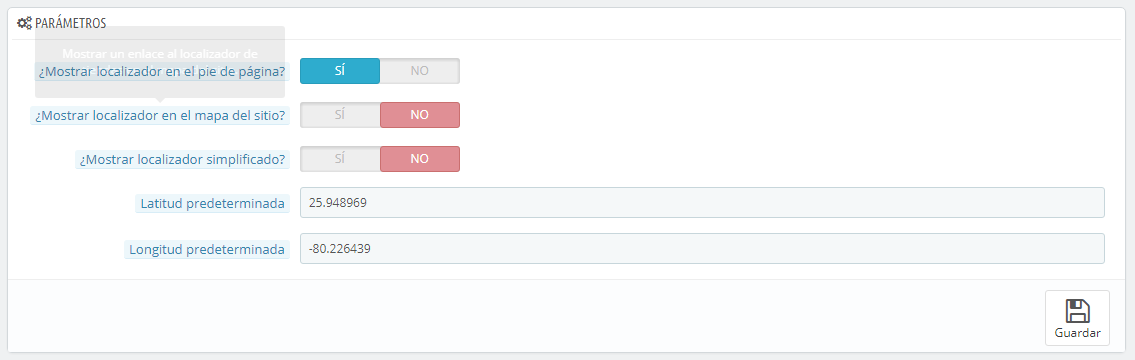 PARÁMETROS
Mostrar un enlace al localizador de
¿Mostrar localizador en el pie de página?
SÍ
NO
¿Mostrar localizador en el mapa del sitio?
SÍ
NO
¿Mostrar localizador simplificado?
SÍ
NO
Latitud predeterminada
25.948969
Longitud predeterminada
-80.226439
Guardar